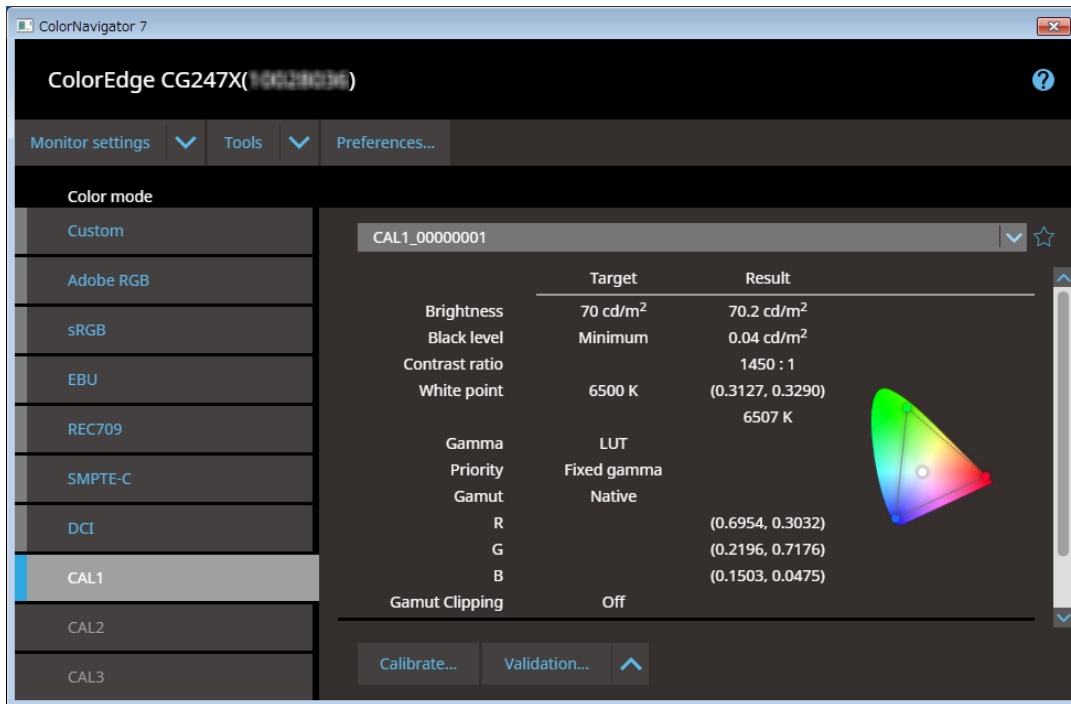 ColorNavigator 7
ColorEdge CG247X( )
Monitor settings Tools Preferences...
Color mode
Custom
Adobe RGB
sRGB
EBU
REC709
SMPTE-C
DCI
CAL1
CAL2
CAL3
CAL1_00000001
Target Result
Brightness 70 cd/m² 70.2 cd/m²
Black level Minimum 0.04 cd/m²
Contrast ratio 1450 : 1
White point 6500 K (0.3127, 0.3290)
6507 K
Gamma LUT
Priority Fixed gamma
Gamut Native
R (0.6954, 0.3032)
G (0.2196, 0.7176)
B (0.1503, 0.0475)
Gamut Clipping Off
Calibrate... Validation...